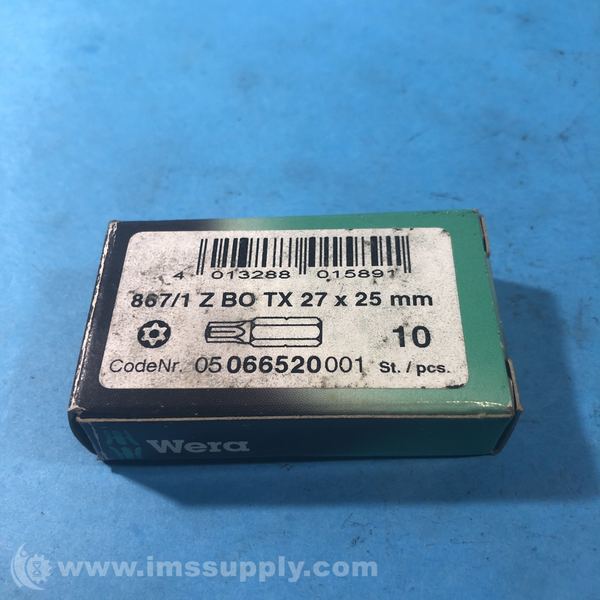 4 013288 015891
867/1 Z BO TX 27 x 25 mm
10
CodeNr. 05 066520 001 St. / pcs.
Wera
www.imssupply.com